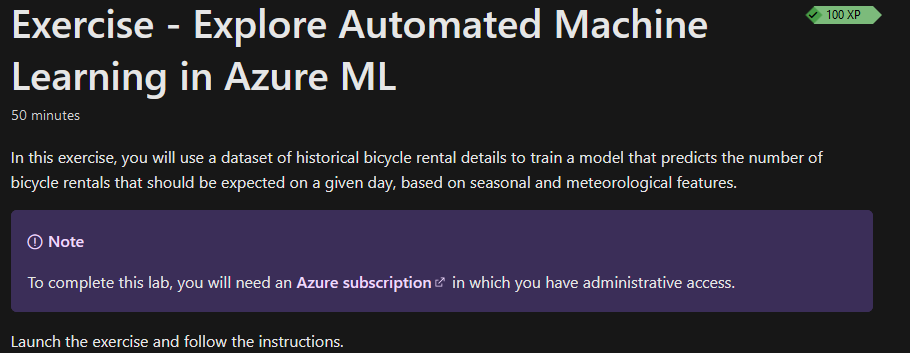 Exercise - Explore Automated Machine
100 XP
Learning in Azure ML
50 minutes
In this exercise, you will use a dataset of historical bicycle rental details to train a model that predicts the number of
bicycle rentals that should be expected on a given day, based on seasonal and meteorological features.
Note
To complete this lab, you will need an Azure subscription in which you have administrative access.
Launch the exercise and follow the instructions.